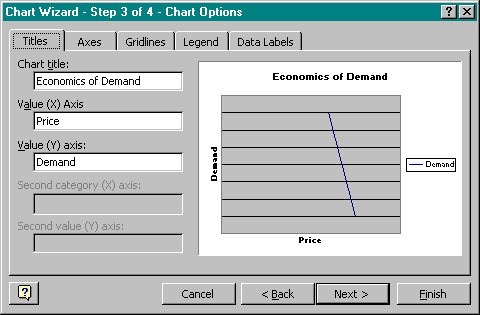 Chart Wizard - Step 3 of 4 - Chart Options
Titles Axes Gridlines Legend Data Labels
Chart title:
Economics of Demand
Value (X) Axis
Price
Value (Y) axis:
Demand
Second category (X) axis:
Second value (Y) axis:
Economics of Demand
Demand
Demand
Price
Cancel < Back Next > Finish